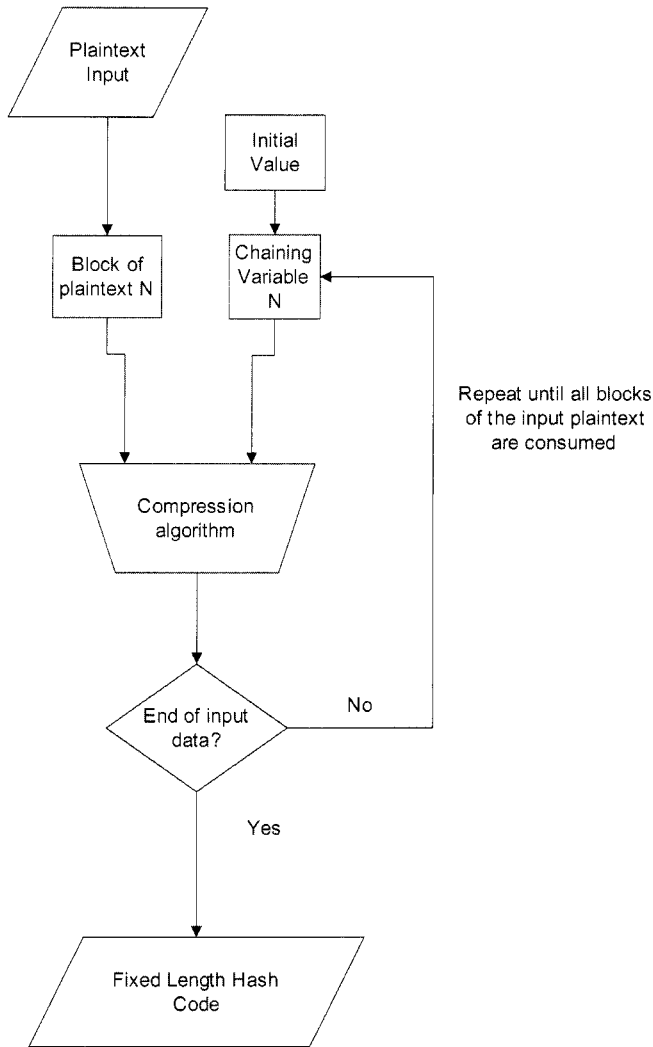 Plaintext
Input
Initial
Value
Block of
plaintext N
Chaining
Variable
N
Repeat until all blocks
of the input plaintext
are consumed
Compression
algorithm
End of input
data?
No
Yes
Fixed Length Hash
Code